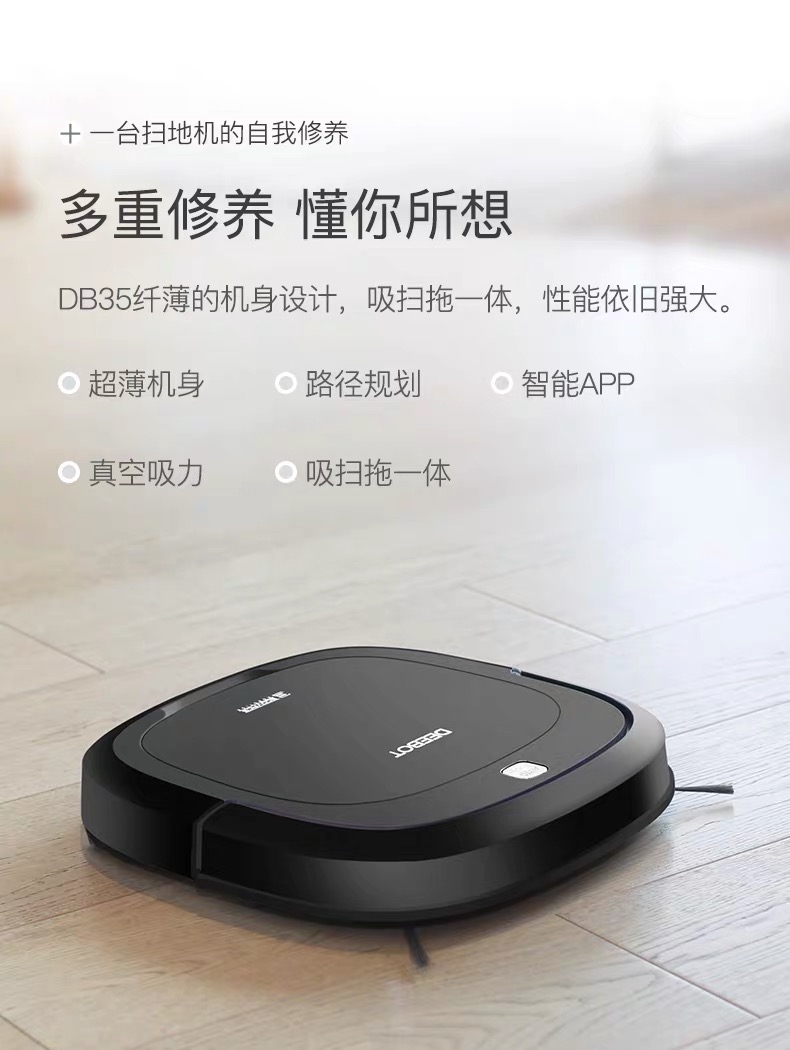 一台扫地机的自我修养
多重修养 懂你所想
DB35纤薄的机身设计，吸扫拖一体，性能依旧强大。
超薄机身 路径规划 智能APP
真空吸力 吸扫拖一体
DEEBOT